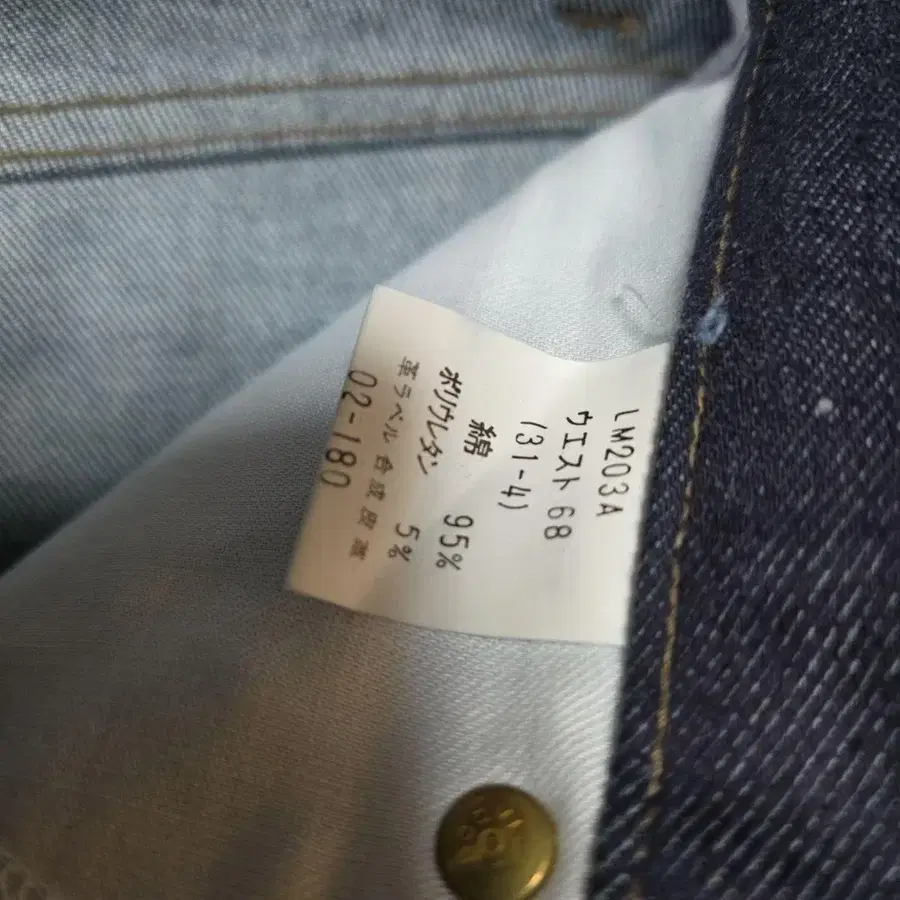 LM203A
ウエスト 68
(31-4)
綿 95%
ポリウレタン 5%
革ラベル 合成皮革
02-180